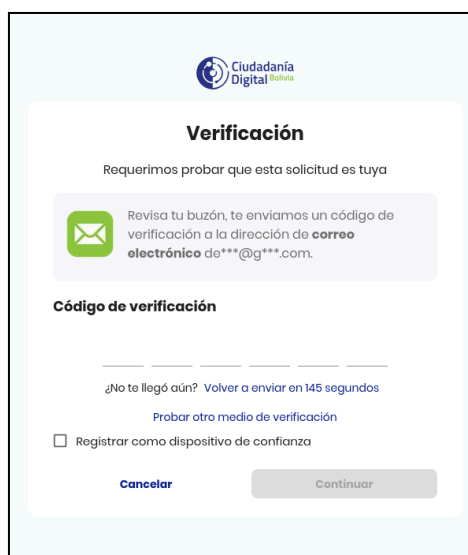 Ciudadanía
Digital Bolivia
Verificación
Requerimos probar que esta solicitud es tuya
Revisa tu buzón, te enviamos un código de
verificación a la dirección de correo
electrónico de***@g***.com.
Código de verificación
¿No te llegó aún? Volver a enviar en 145 segundos
Probar otro medio de verificación
Registrar como dispositivo de confianza
Cancelar Continuar